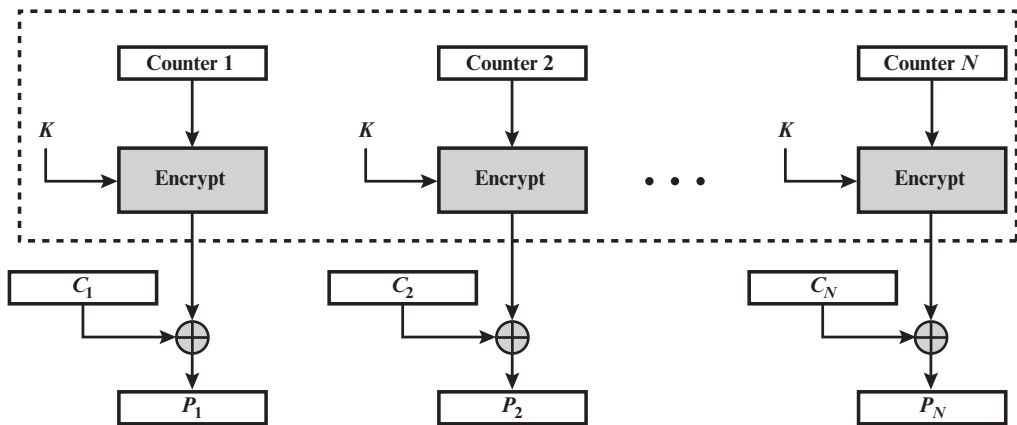 Counter 1 Counter 2 Counter N
K K K
Encrypt Encrypt • • • Encrypt
C1 C2 CN
P1 P2 PN